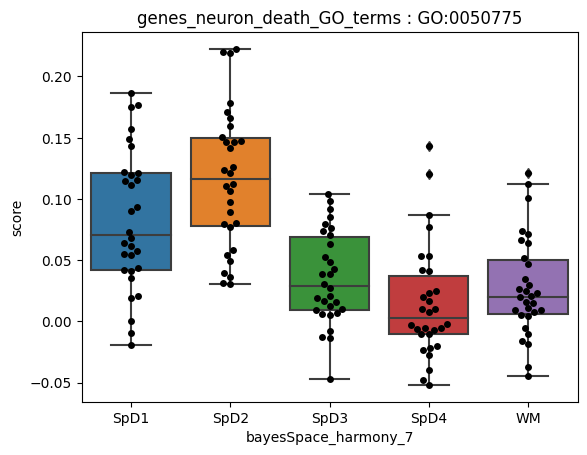 genes_neuron_death_GO_terms : GO:0050775
score
0.20
0.15
0.10
0.05
0.00
−0.05
SpD1 SpD2 SpD3 SpD4 WM
bayesSpace_harmony_7